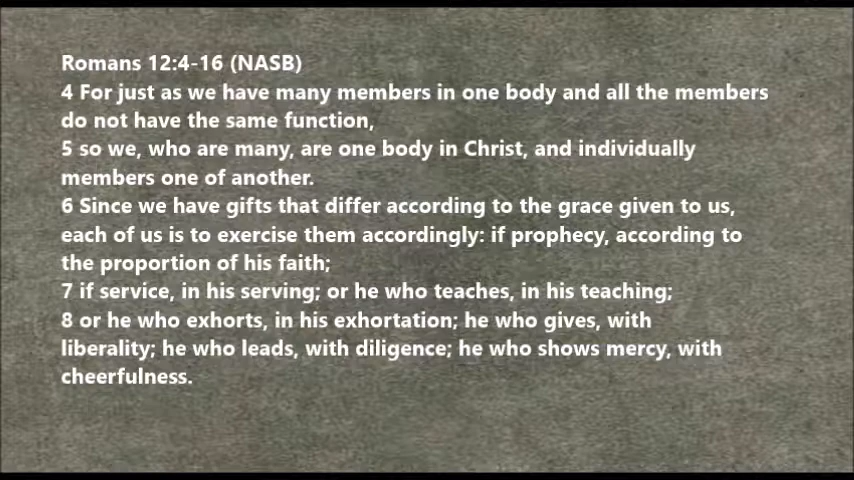 Romans 12:4-16 (NASB)
4 For just as we have many members in one body and all the members
do not have the same function,
5 so we, who are many, are one body in Christ, and individually
members one of another.
6 Since we have gifts that differ according to the grace given to us,
each of us is to exercise them accordingly: if prophecy, according to
the proportion of his faith;
7 if service, in his serving; or he who teaches, in his teaching;
8 or he who exhorts, in his exhortation; he who gives, with
liberality; he who leads, with diligence; he who shows mercy, with
cheerfulness.